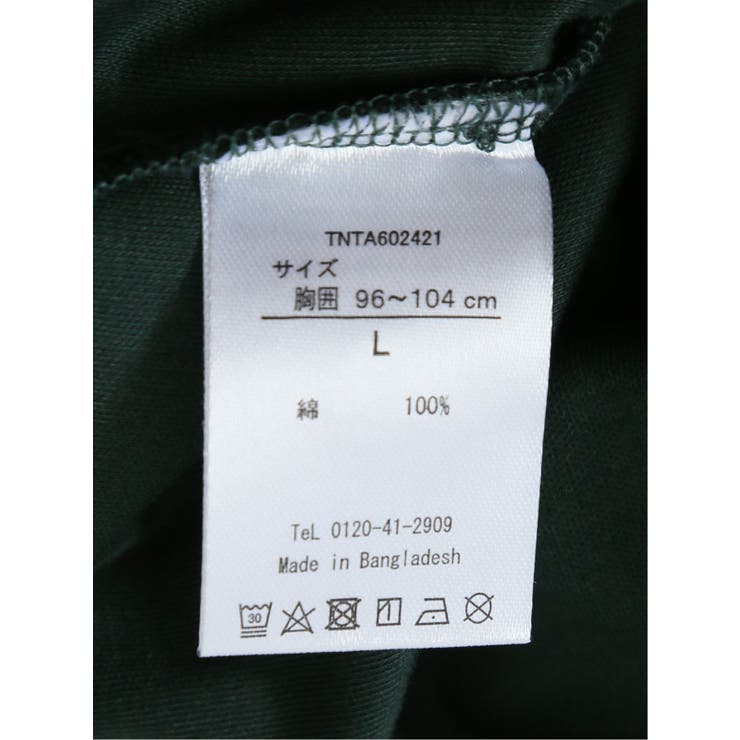 TNTA602421
サイズ
胸囲 96～104 cm
L
綿 100%
TeL 0120-41-2909
Made in Bangladesh
30